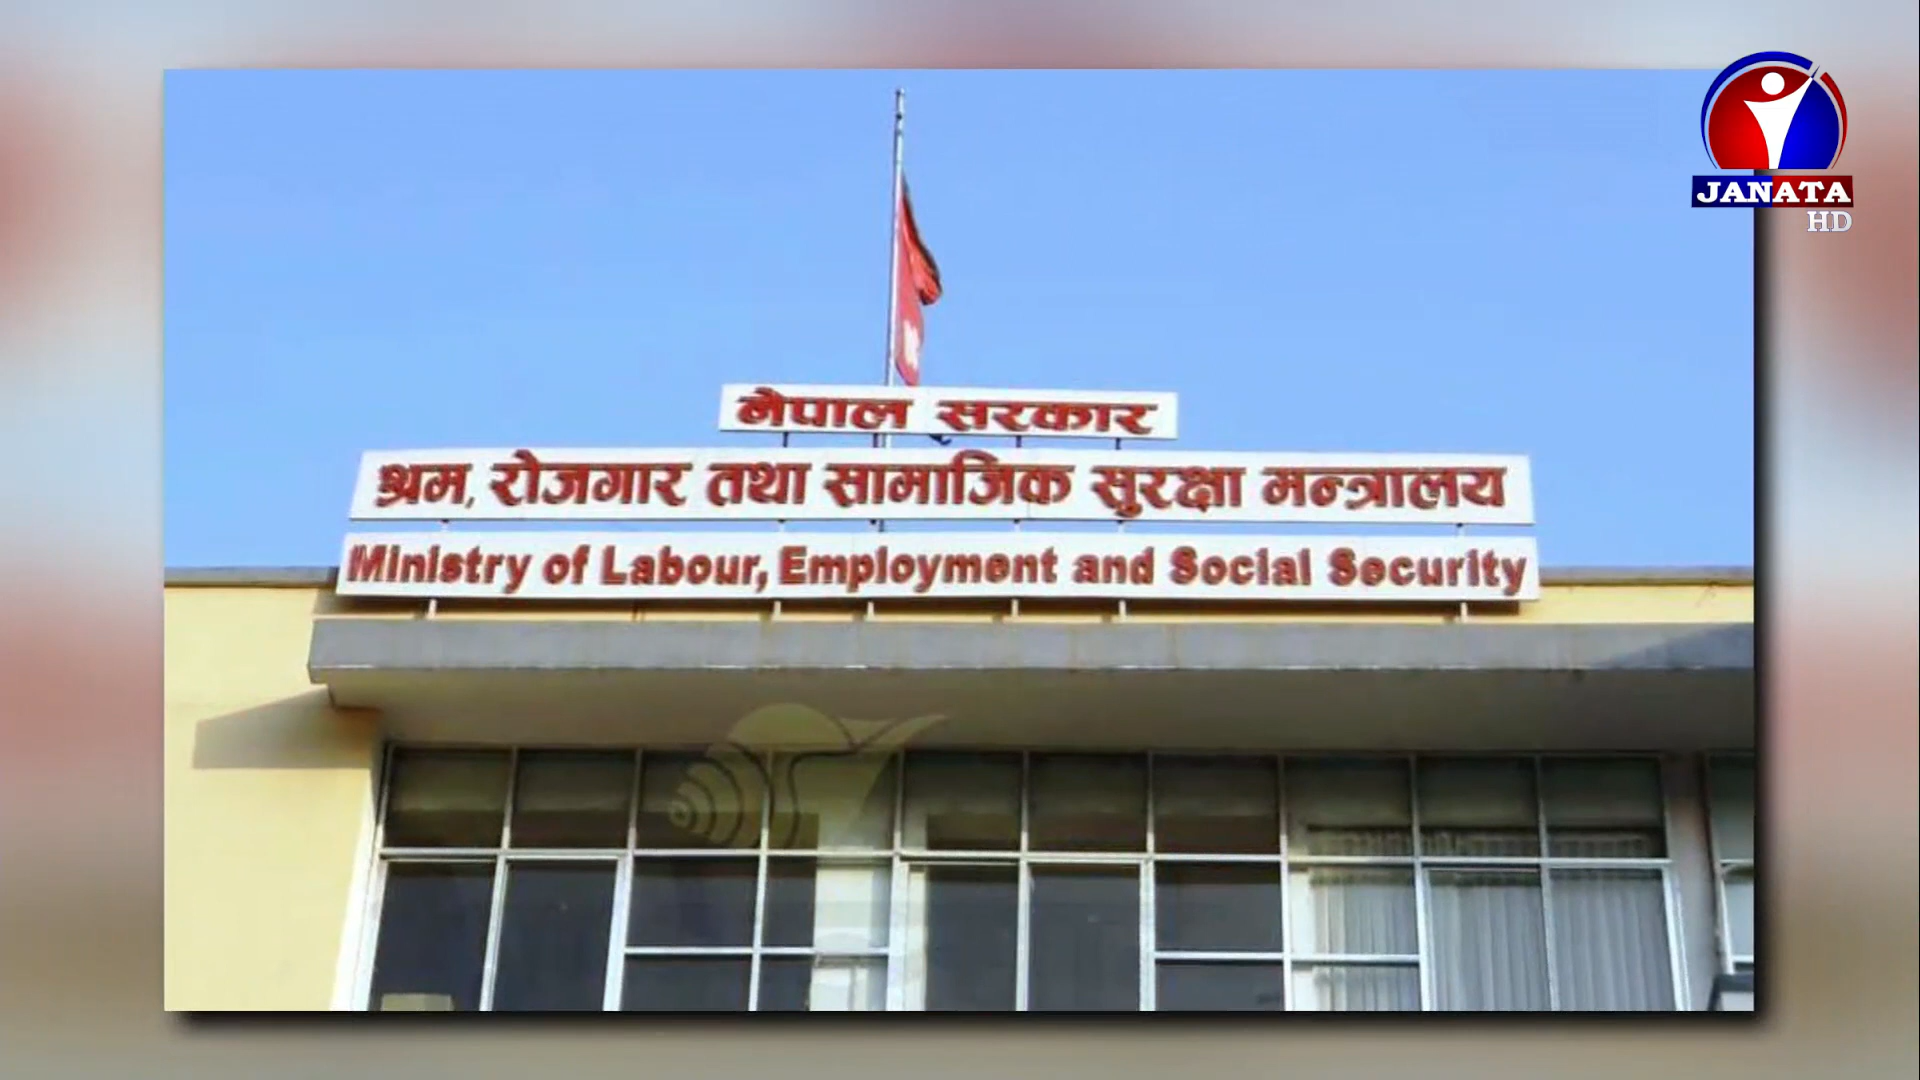 नेपाल सरकार
श्रम, रोजगार तथा सामाजिक सुरक्षा मन्त्रालय
Ministry of Labour, Employment and Social Security
JANATA
HD